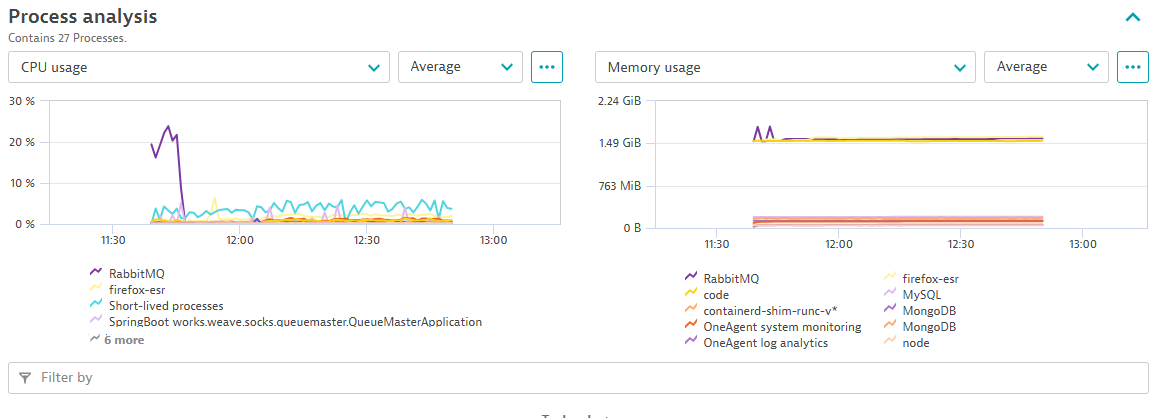 Process analysis
Contains 27 Processes.
CPU usage
Average
Memory usage
Average
30 %
20 %
10 %
0 %
11:30
12:00
12:30
13:00
2.24 GiB
1.49 GiB
763 MiB
0 B
11:30
12:00
12:30
13:00
RabbitMQ
firefox-esr
Short-lived processes
SpringBoot works.weave.socks.queuemaster.QueueMasterApplication
6 more
RabbitMQ
code
containerd-shim-runc-v*
OneAgent system monitoring
OneAgent log analytics
firefox-esr
MySQL
MongoDB
MongoDB
node
Filter by